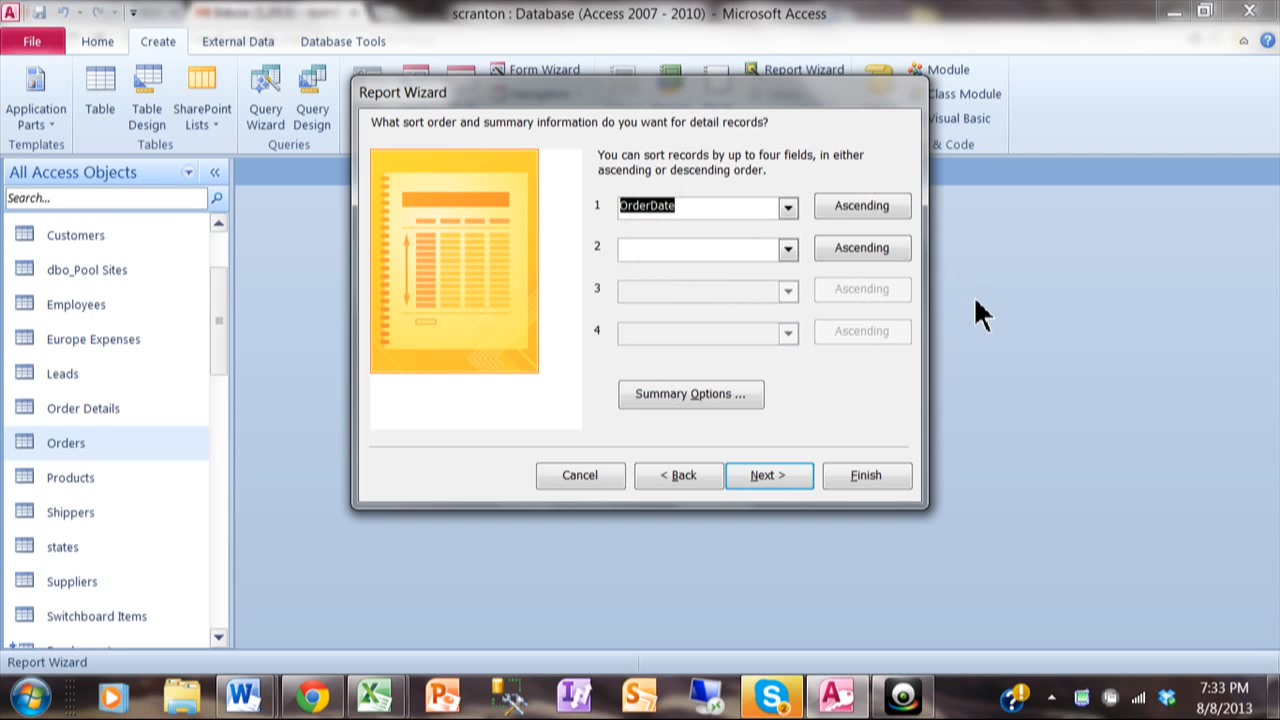 scranton : Database (Access 2007 - 2010) - Microsoft Access
File Home Create External Data Database Tools
Application Parts
Table
Table Design
SharePoint Lists
Query Wizard
Query Design
Form Wizard
Report Wizard
Module
Class Module
Visual Basic
Templates
Tables
Queries
& Code
All Access Objects
Search...
Customers
dbo_Pool Sites
Employees
Europe Expenses
Leads
Order Details
Orders
Products
Shippers
states
Suppliers
Switchboard Items
Report Wizard
What sort order and summary information do you want for detail records?
You can sort records by up to four fields, in either
ascending or descending order.
1 OrderDate Ascending
2 Ascending
3 Ascending
4 Ascending
Summary Options ...
Cancel < Back Next > Finish
Report Wizard
7:33 PM
8/8/2013